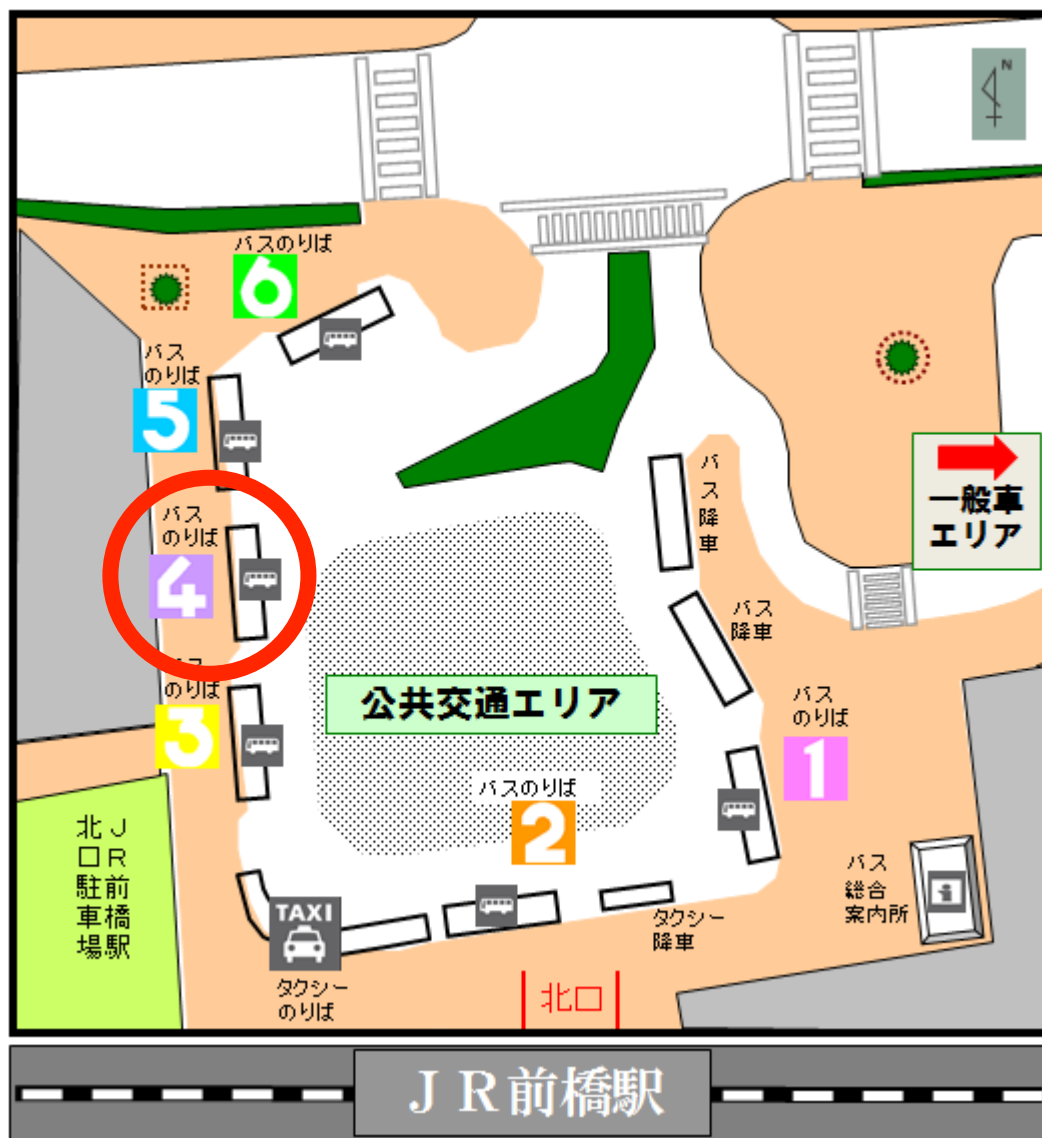 N
バスのりば
6
バス
のりば
5
バス
のりば
4
バス
のりば
3
バス降車
一般車
エリア
バス
降車
公共交通エリア
バス
のりば
1
バスのりば
2
JR前橋駅
北口駐車場
バス
総合
案内所
TAXI
タクシー
のりば
タクシー
降車
北口
JR前橋駅